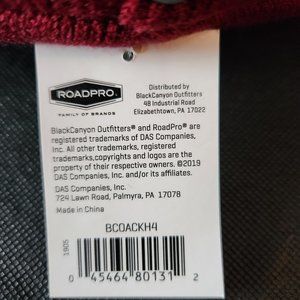 ROADPRO
FAMILY OF BRANDS
Distributed by
BlackCanyon Outfitters
48 Industrial Road
Elizabethtown, PA 17022
BlackCanyon Outfitters® and RoadPro® are
registered trademarks of DAS Companies,
Inc. All other trademarks, registered
trademarks,copyrights and logos are the
property of their respective owners. ©2019
DAS Companies, Inc. and/or its affiliates.
DAS Companies, Inc.
724 Lawn Road, Palmyra, PA 17078
Made in China
BCOACKH4
1905
0 45464 80131 2